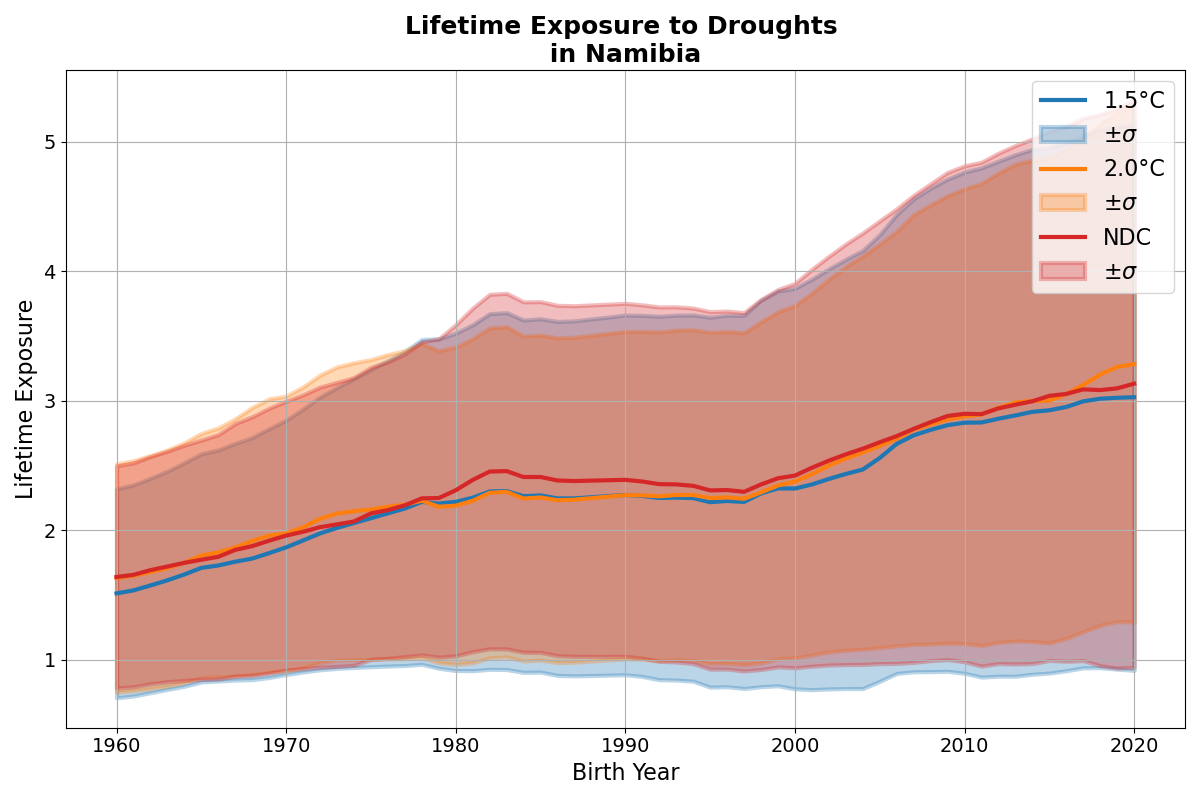 Lifetime Exposure to Droughts
in Namibia
Lifetime Exposure
5
4
3
2
1
1960 1970 1980 1990 2000 2010 2020
Birth Year
1.5°C
±σ
2.0°C
±σ
NDC
±σ